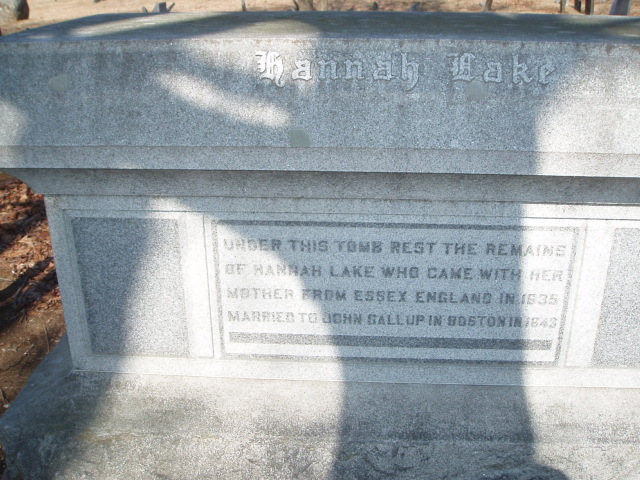 Hannah Lake
UNDER THIS TOMB REST THE REMAINS
OF HANNAH LAKE WHO CAME WITH HER
MOTHER FROM ESSEX ENGLAND IN 1635
MARRIED TO JOHN GALLUP IN BOSTON IN 1643